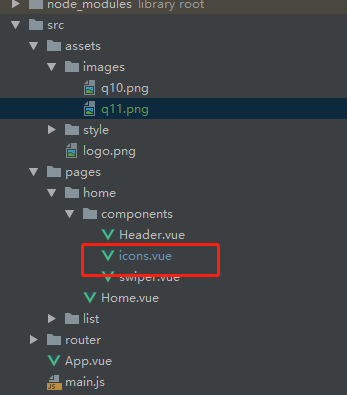 node_modules library root
src
assets
images
q10.png
q11.png
style
logo.png
pages
home
components
Header.vue
icons.vue
swiper.vue
Home.vue
list
router
App.vue
main.js